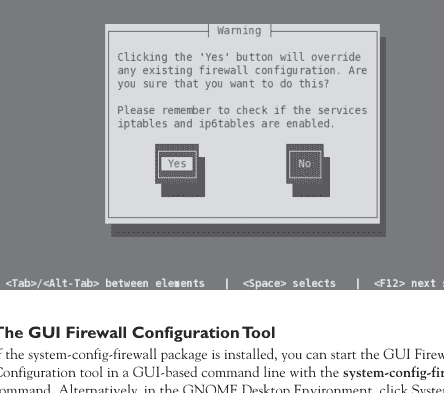 Warning
Clicking the 'Yes' button will override
any existing firewall configuration. Are
you sure that you want to do this?
Please remember to check if the services
iptables and ip6tables are enabled.
Yes No
<Tab>/<Alt-Tab> between elements | <Space> selects | <F12> next s
The GUI Firewall Configuration Tool
If the system-config-firewall package is installed, you can start the GUI Firew
Configuration tool in a GUI-based command line with the system-config-fir
command. Alternatively, in the GNOME Desktop Environment, click System